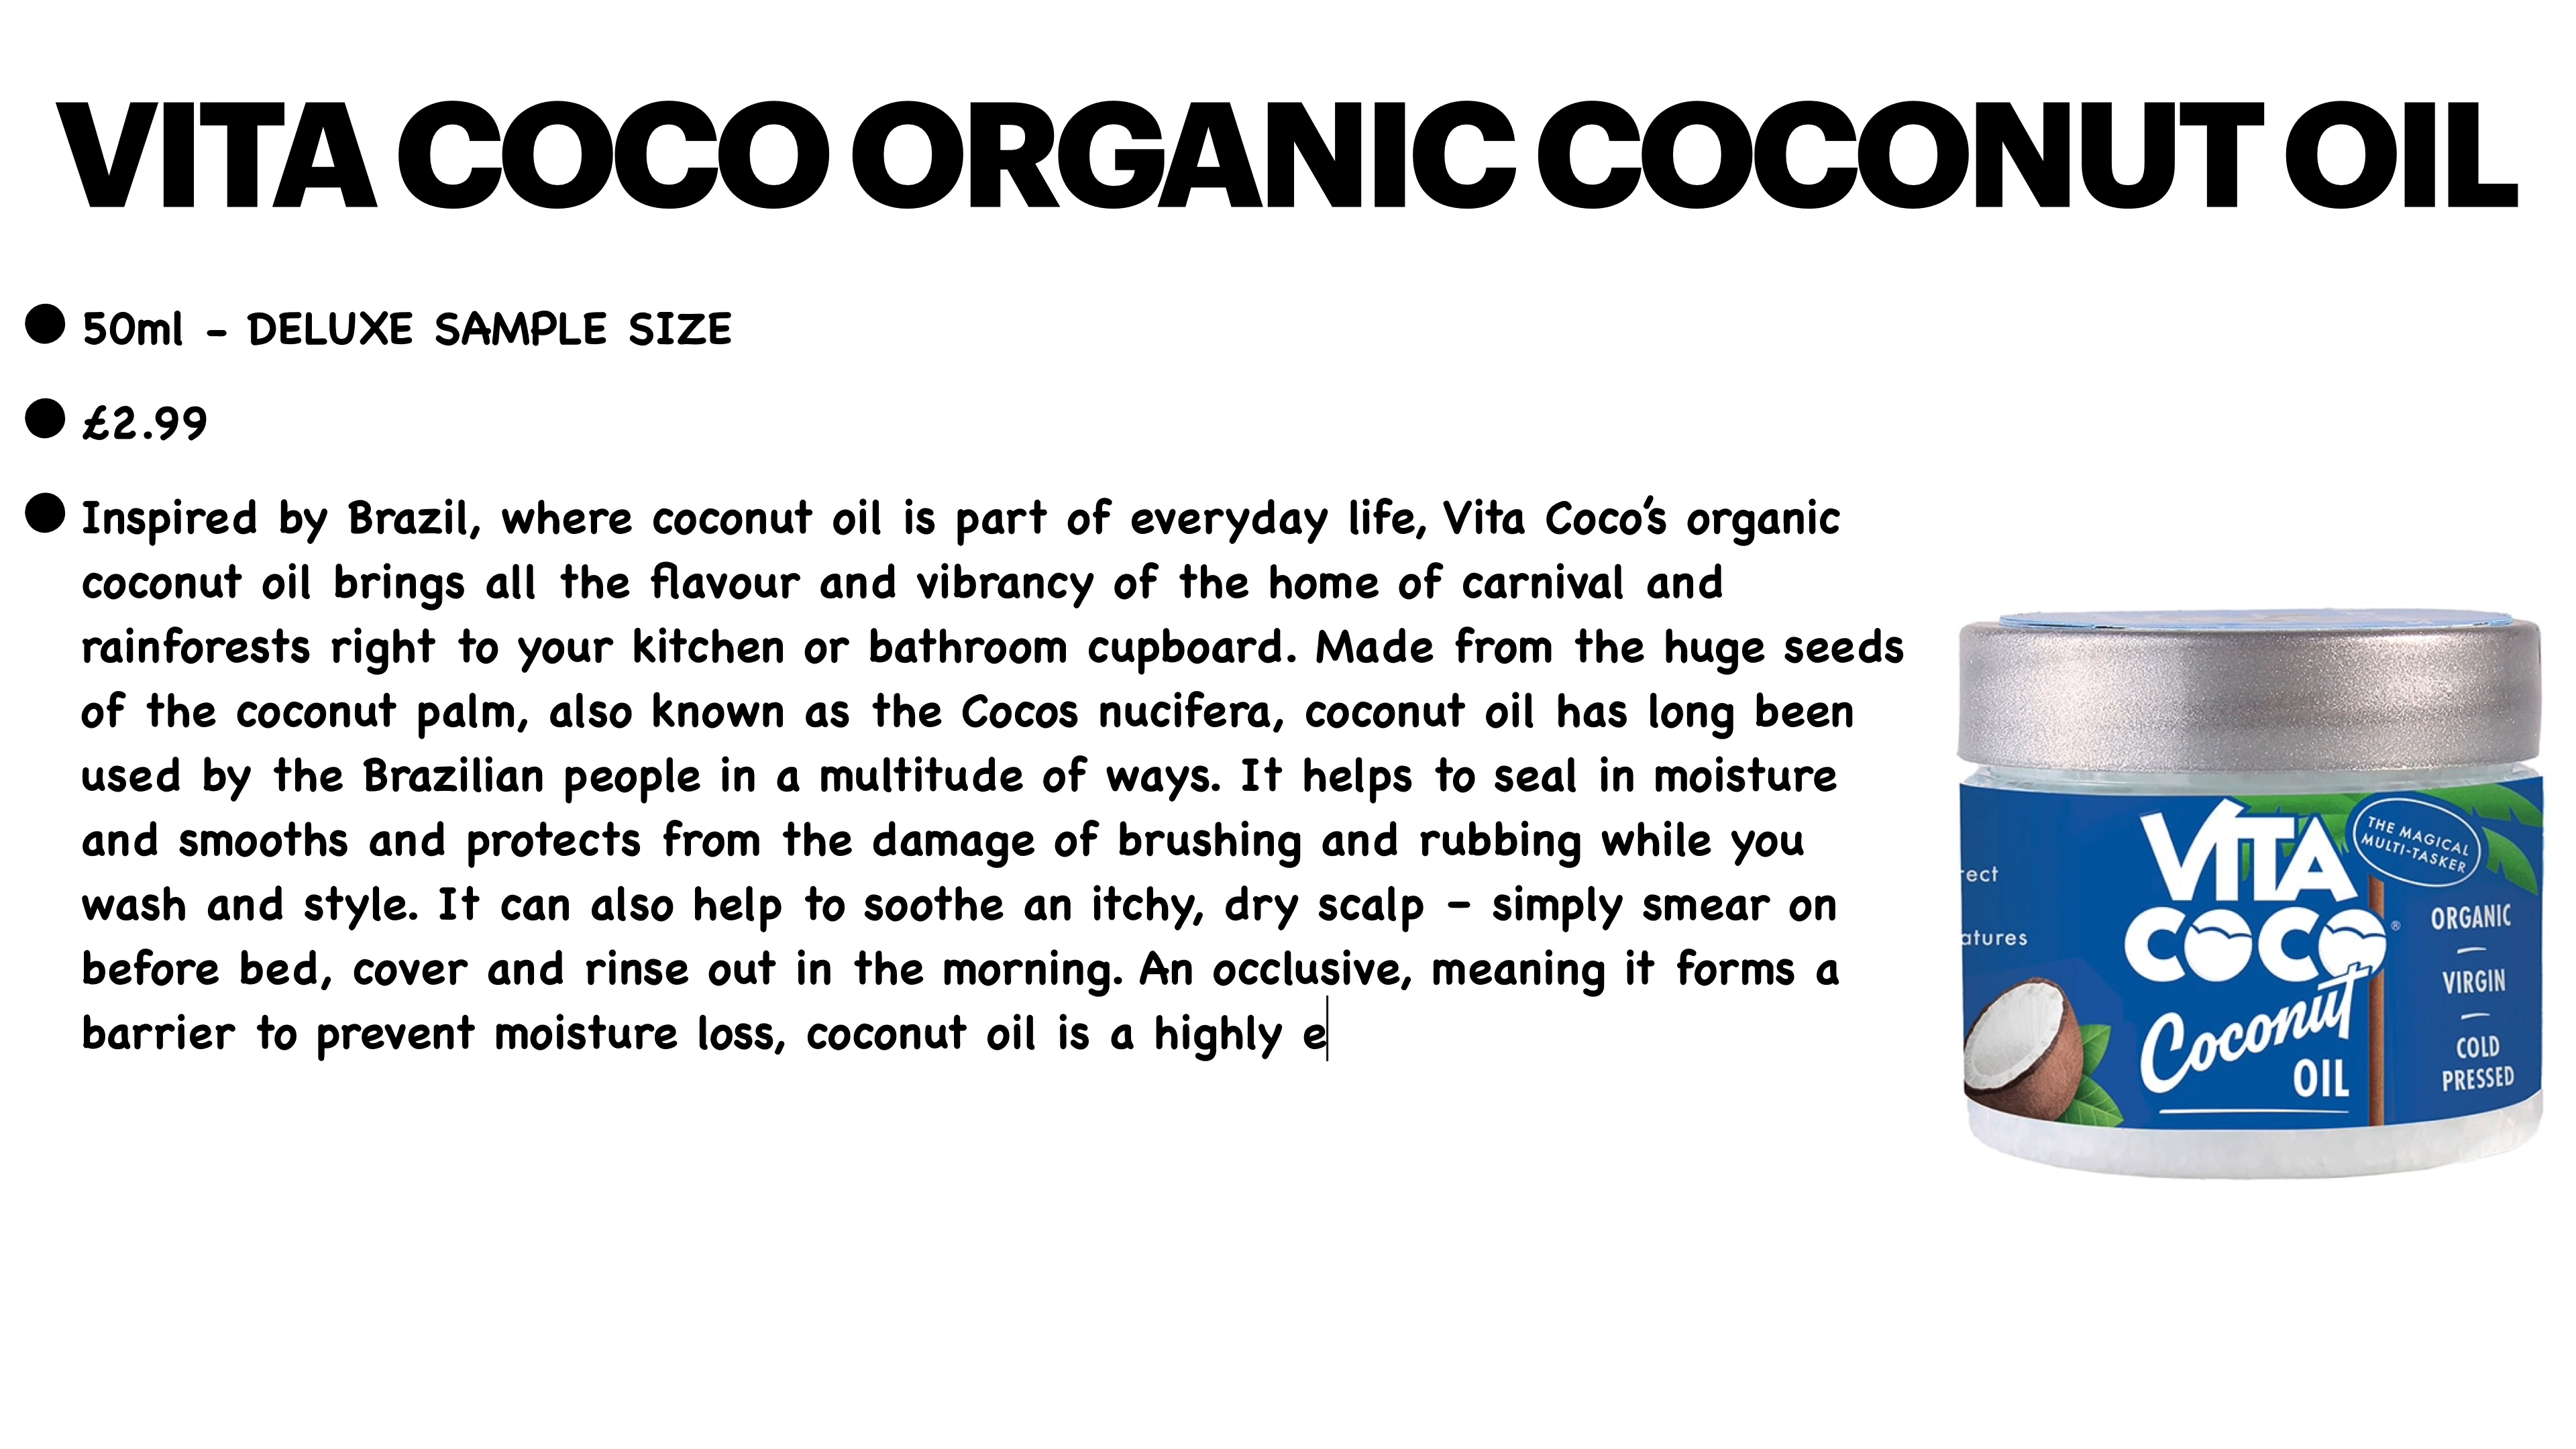 VITA COCO ORGANIC COCONUT OIL
● 50ml - DELUXE SAMPLE SIZE
● £2.99
● Inspired by Brazil, where coconut oil is part of everyday life, Vita Coco’s organic
coconut oil brings all the flavour and vibrancy of the home of carnival and
rainforests right to your kitchen or bathroom cupboard. Made from the huge seeds
of the coconut palm, also known as the Cocos nucifera, coconut oil has long been
used by the Brazilian people in a multitude of ways. It helps to seal in moisture
and smooths and protects from the damage of brushing and rubbing while you
wash and style. It can also help to soothe an itchy, dry scalp – simply smear on
before bed, cover and rinse out in the morning. An occlusive, meaning it forms a
barrier to prevent moisture loss, coconut oil is a highly e
rect
atures
VITA
COCO®
Coconut
OIL
THE MAGICAL
MULTI-TASKER
ORGANIC
VIRGIN
COLD
PRESSED